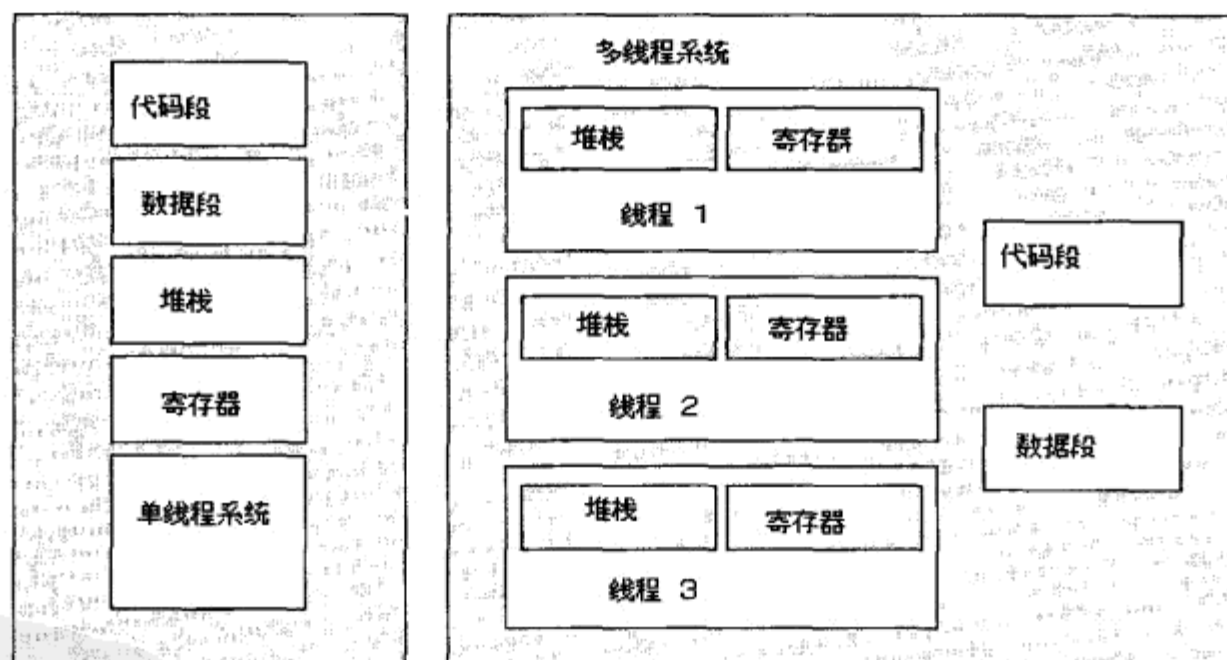 代码段
数据段
堆栈
寄存器
单线程系统
多线程系统
堆栈 寄存器
线程 1
堆栈 寄存器
线程 2
堆栈 寄存器
线程 3
代码段
数据段